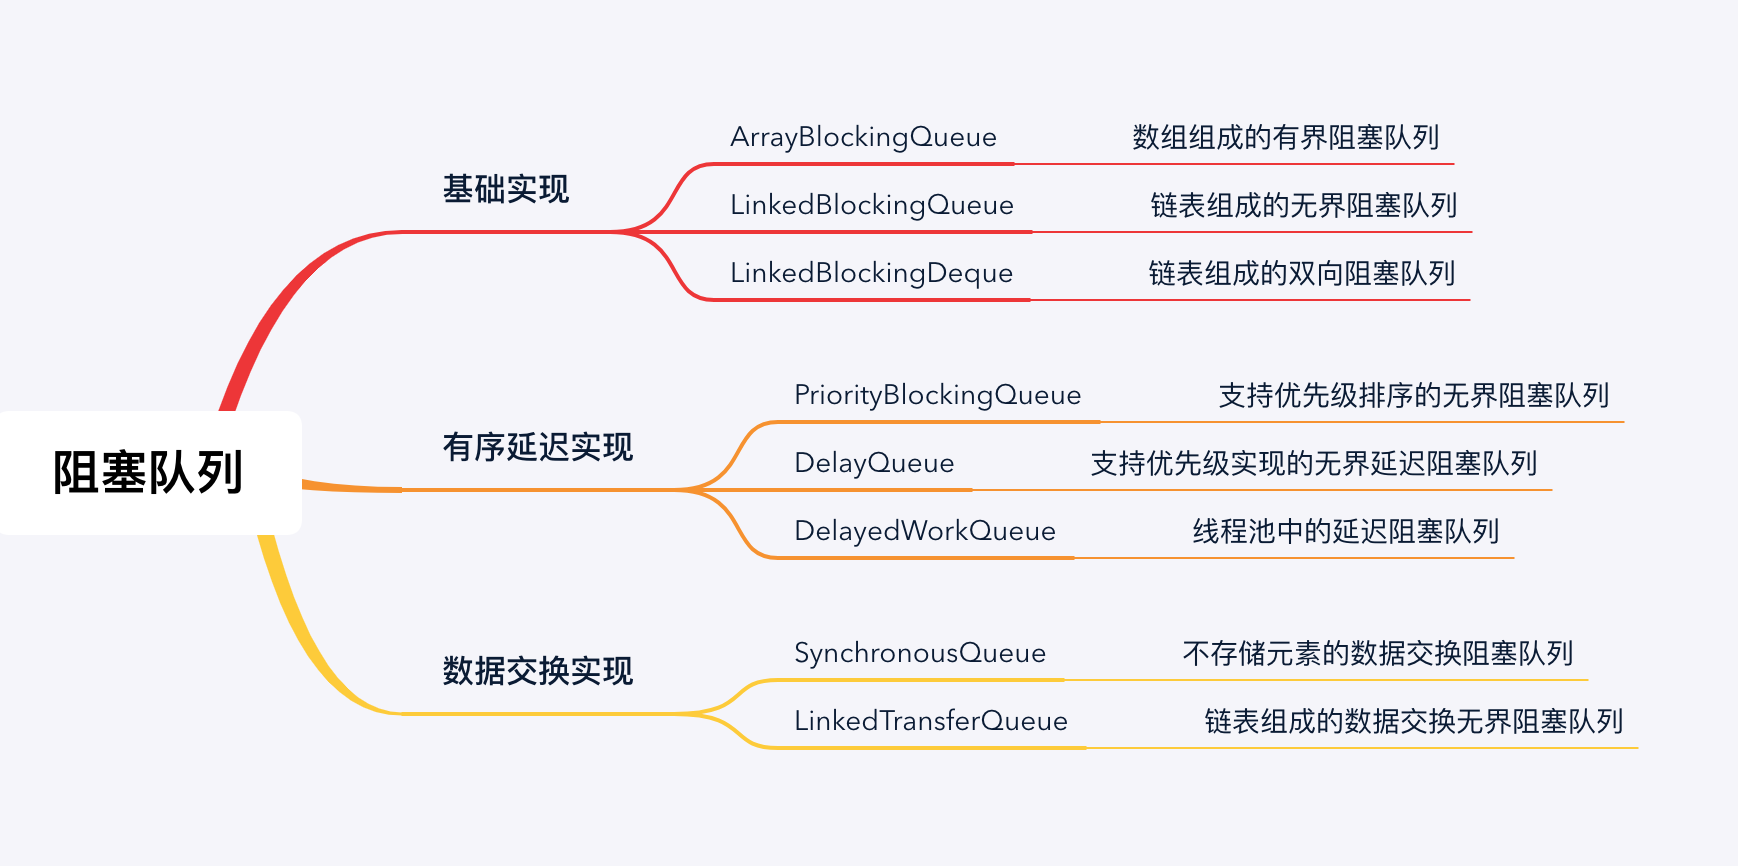 阻塞队列
基础实现
ArrayBlockingQueue 数组组成的有界阻塞队列
LinkedBlockingQueue 链表组成的无界阻塞队列
LinkedBlockingDeque 链表组成的双向阻塞队列
有序延迟实现
PriorityBlockingQueue 支持优先级排序的无界阻塞队列
DelayQueue 支持优先级实现的无界延迟阻塞队列
DelayedWorkQueue 线程池中的延迟阻塞队列
数据交换实现
SynchronousQueue 不存储元素的数据交换阻塞队列
LinkedTransferQueue 链表组成的数据交换无界阻塞队列